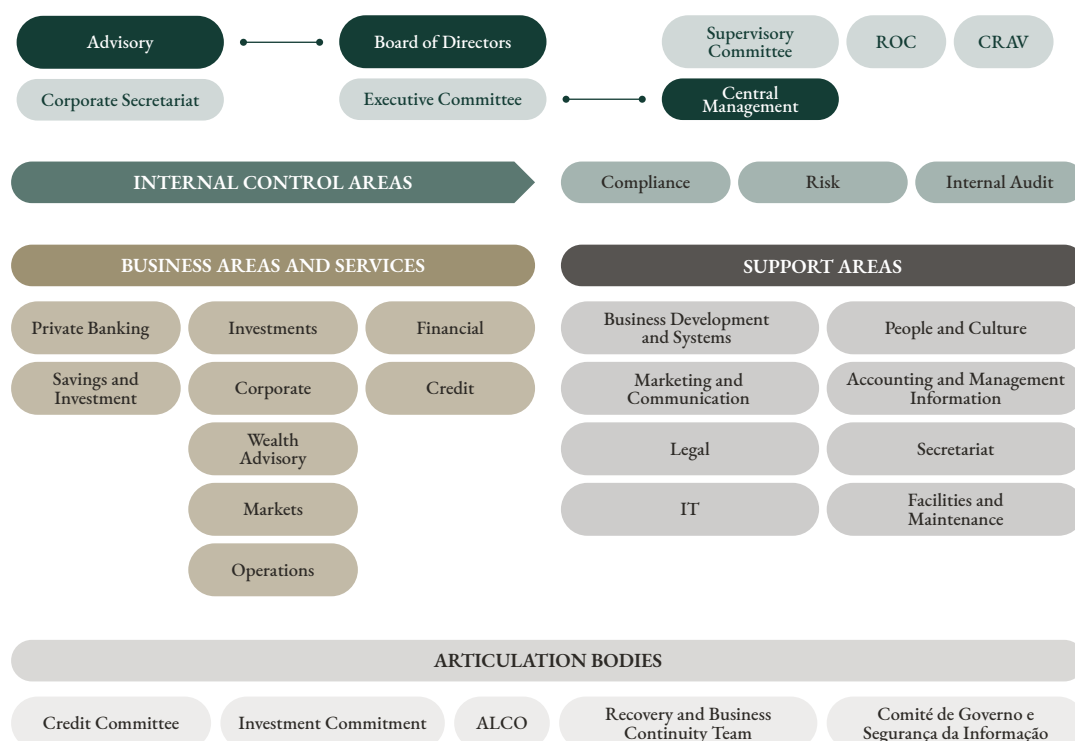 Advisory
Board of Directors
Supervisory
Committee
ROC
CRAV
Corporate Secretariat
Executive Committee
Central
Management
INTERNAL CONTROL AREAS
Compliance
Risk
Internal Audit
BUSINESS AREAS AND SERVICES
Private Banking
Investments
Financial
Savings and
Investment
Corporate
Credit
Wealth
Advisory
Markets
Operations
SUPPORT AREAS
Business Development
and Systems
People and Culture
Marketing and
Communication
Accounting and Management
Information
Legal
Secretariat
IT
Facilities and
Maintenance
ARTICULATION BODIES
Credit Committee
Investment Commitment
ALCO
Recovery and Business
Continuity Team
Comité de Governo e
Segurança da Informação